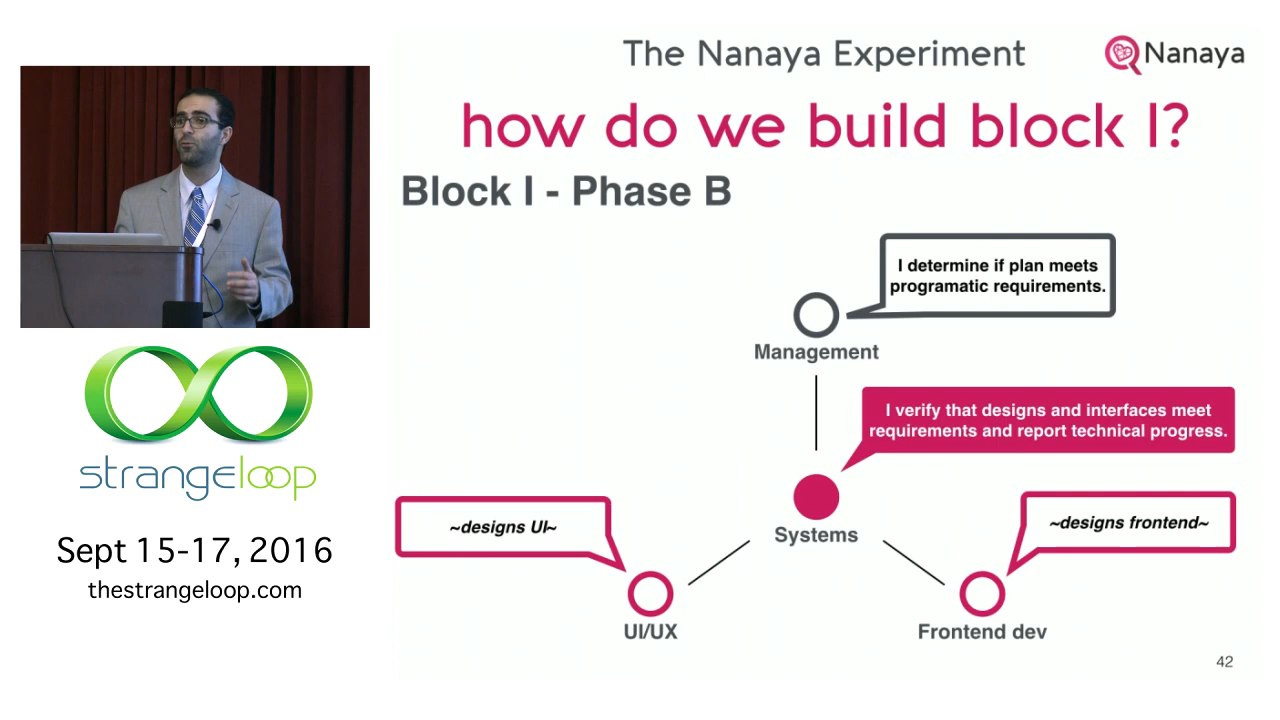 The Nanaya Experiment
Nanaya
how do we build block I?
Block I - Phase B
I determine if plan meets
programatic requirements.
Management
I verify that designs and interfaces meet
requirements and report technical progress.
Systems
~designs UI~
~designs frontend~
UI/UX
Frontend dev
42
strangeloop
Sept 15-17, 2016
thestrangeloop.com